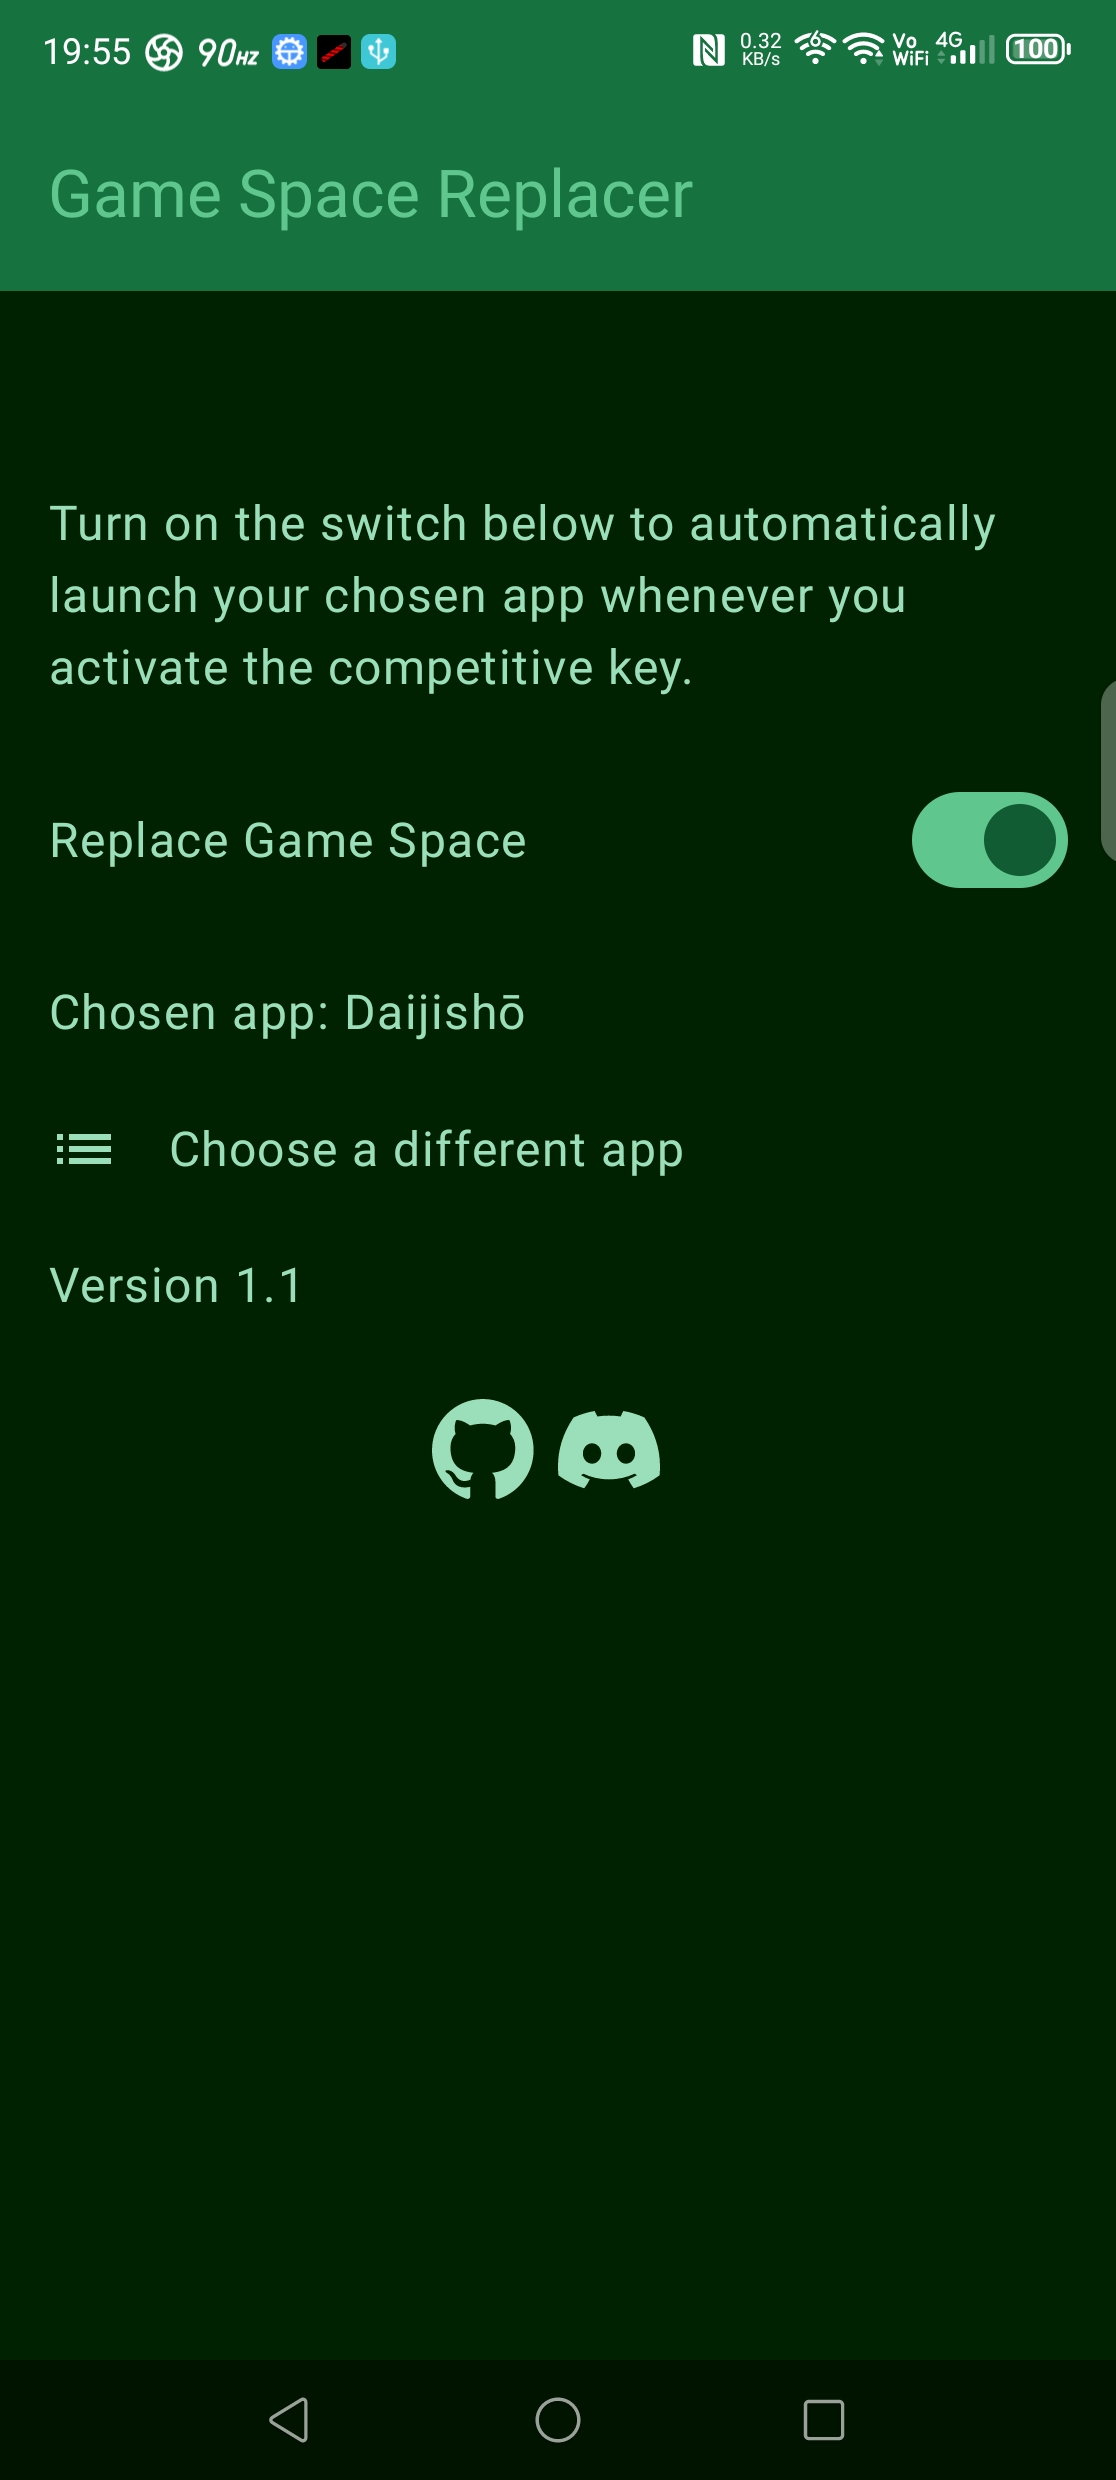 19:55 90HZ 0.32 KB/s 6 Vo WiFi 4G 100
Game Space Replacer
Turn on the switch below to automatically
launch your chosen app whenever you
activate the competitive key.
Replace Game Space
Chosen app: Daijishō
Choose a different app
Version 1.1